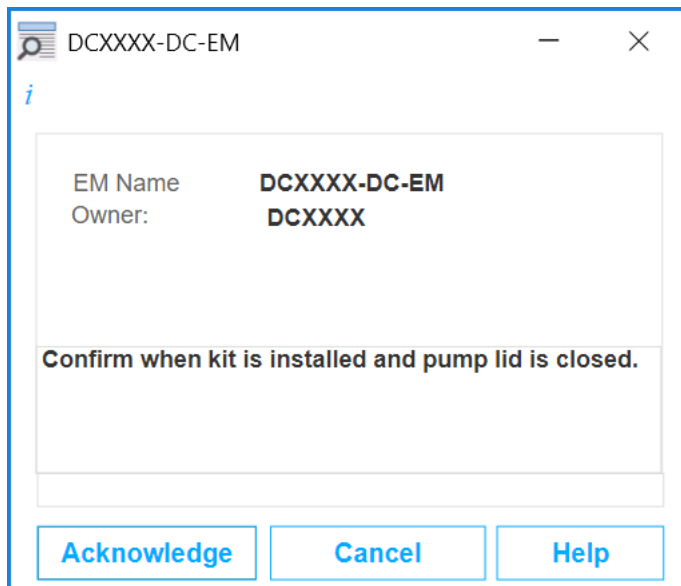 DCXXXX-DC-EM
i
EM Name DCXXXX-DC-EM
Owner: DCXXXX
Confirm when kit is installed and pump lid is closed.
Acknowledge Cancel Help